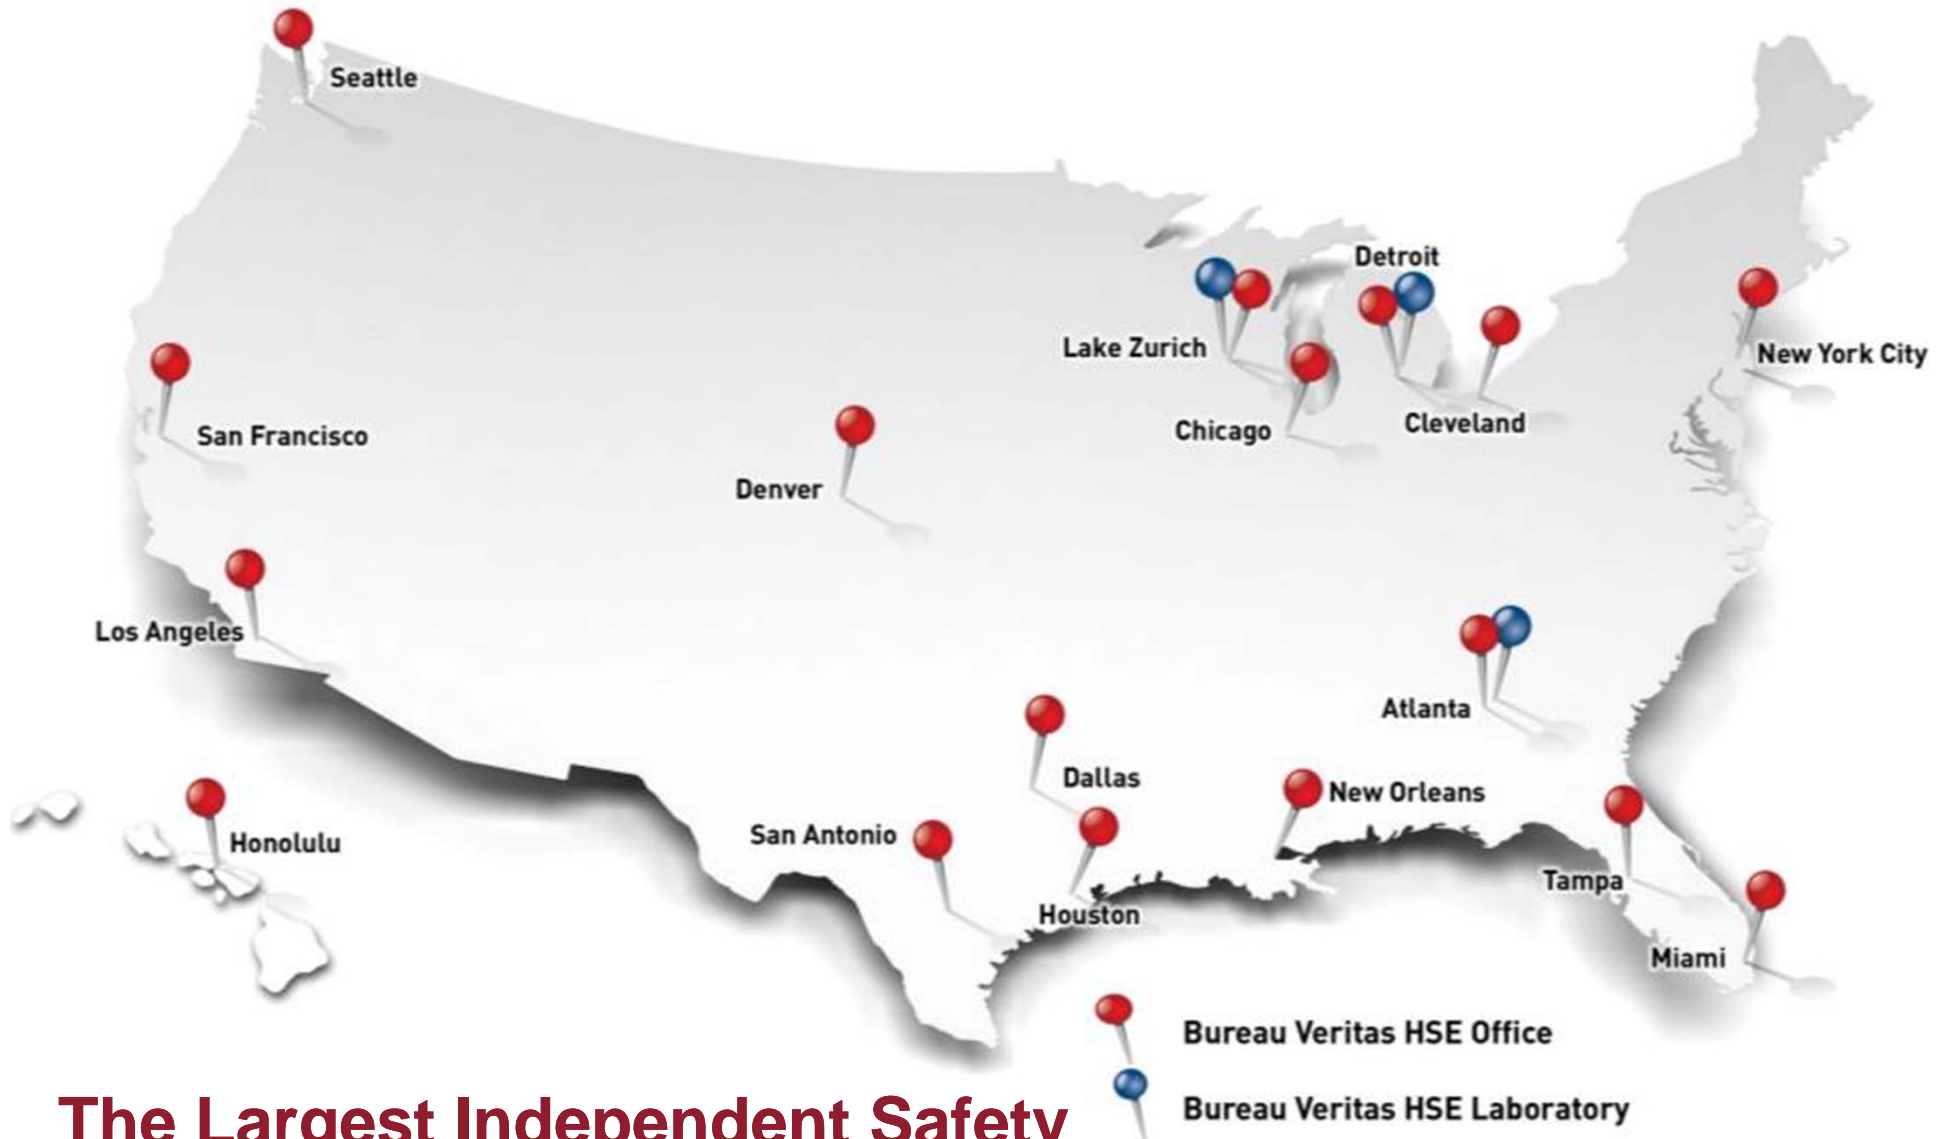 Seattle
Detroit
Lake Zurich
New York City
Chicago
Cleveland
San Francisco
Denver
Los Angeles
Atlanta
Dallas
New Orleans
San Antonio
Honolulu
Tampa
Houston
Miami
Bureau Veritas HSE Office
Bureau Veritas HSE Laboratory
The Largest Independent Safety